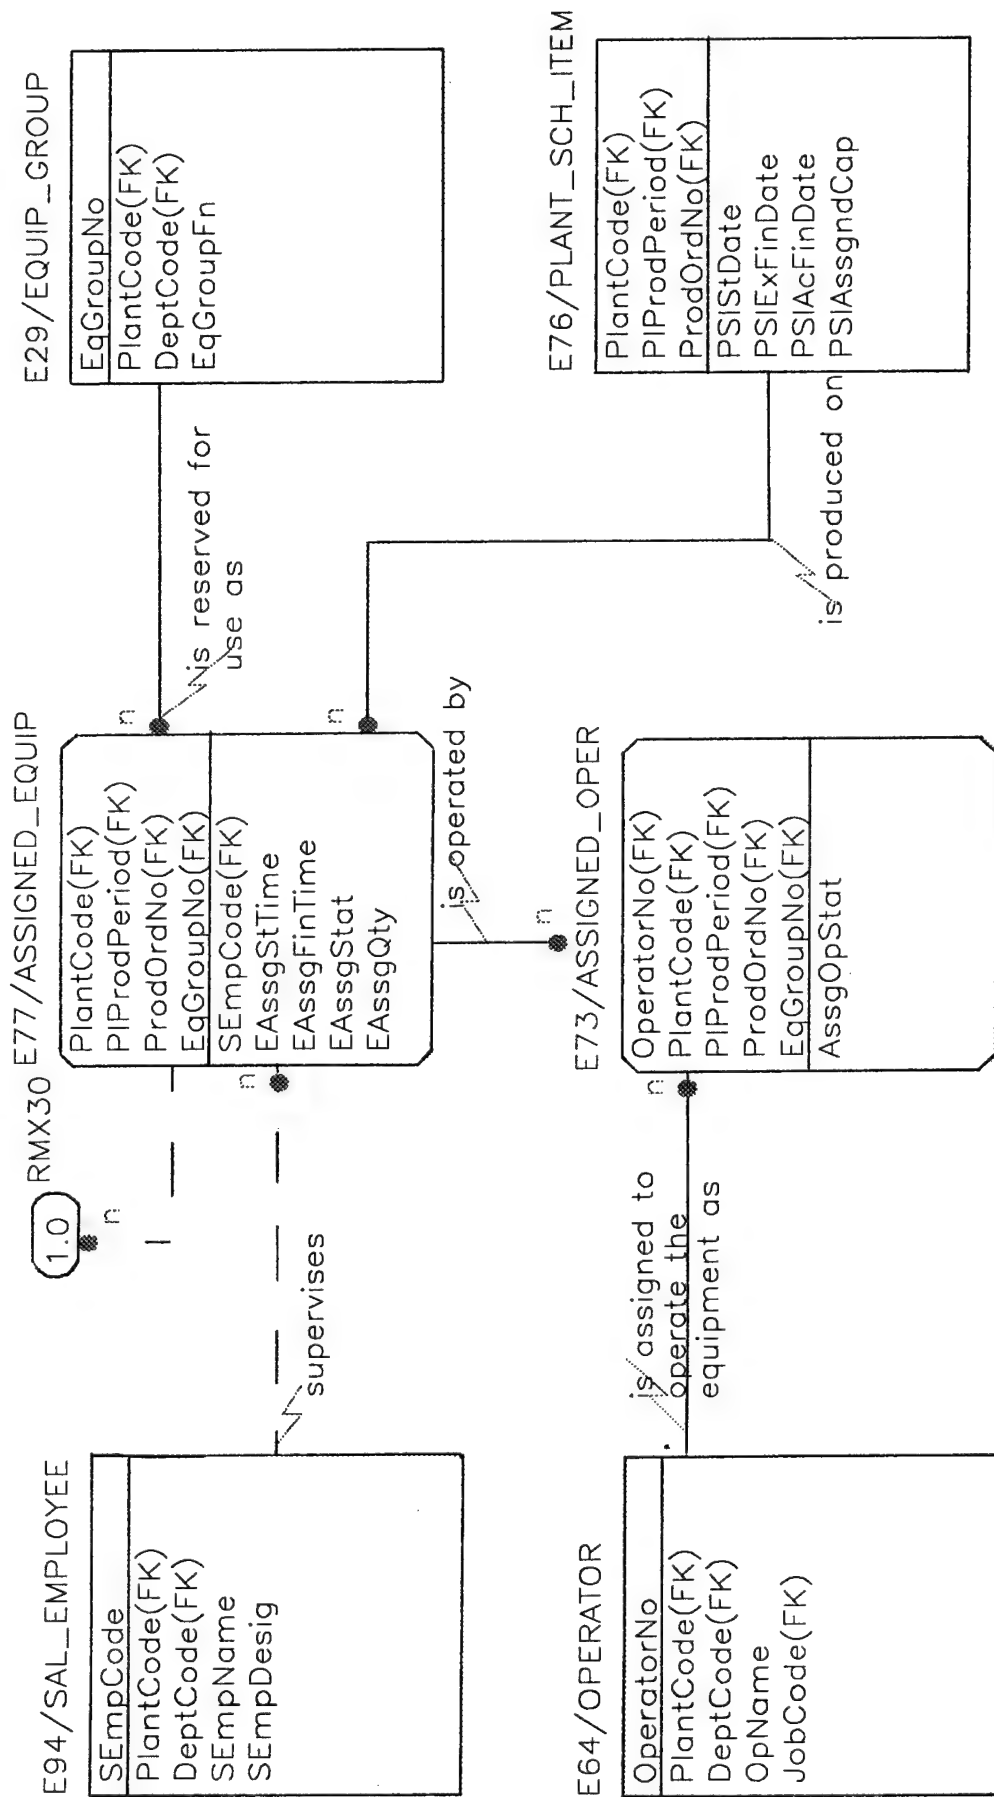 E94/SAL_EMPLOYEE
SEmpCode
PlantCode(FK)
DeptCode(FK)
SEmpName
SEmpDesig
supervises
1.0
n
RMX30
E77/ASSIGNED_EQUIP
PlantCode(FK)
PlProdPeriod(FK)
ProdOrdNo(FK)
EqGroupNo(FK)
SEmpCode(FK)
EAssgStTime
EAssgFinTime
EAssgStat
EAssgQty
n
n
n
is reserved for
use as
E29/EQUIP_GROUP
EqGroupNo
PlantCode(FK)
DeptCode(FK)
EqGroupFn
E64/OPERATOR
OperatorNo
PlantCode(FK)
DeptCode(FK)
OpName
JobCode(FK)
is assigned to
operate the
equipment as
n
is operated by
n
E73/ASSIGNED_OPER
OperatorNo(FK)
PlantCode(FK)
PlProdPeriod(FK)
ProdOrdNo(FK)
EqGroupNo(FK)
AssgOpStat
is produced on
E76/PLANT_SCH_ITEM
PlantCode(FK)
PlProdPeriod(FK)
ProdOrdNo(FK)
PSIStDate
PSIExFinDate
PSIAcFinDate
PSIAssgndCap